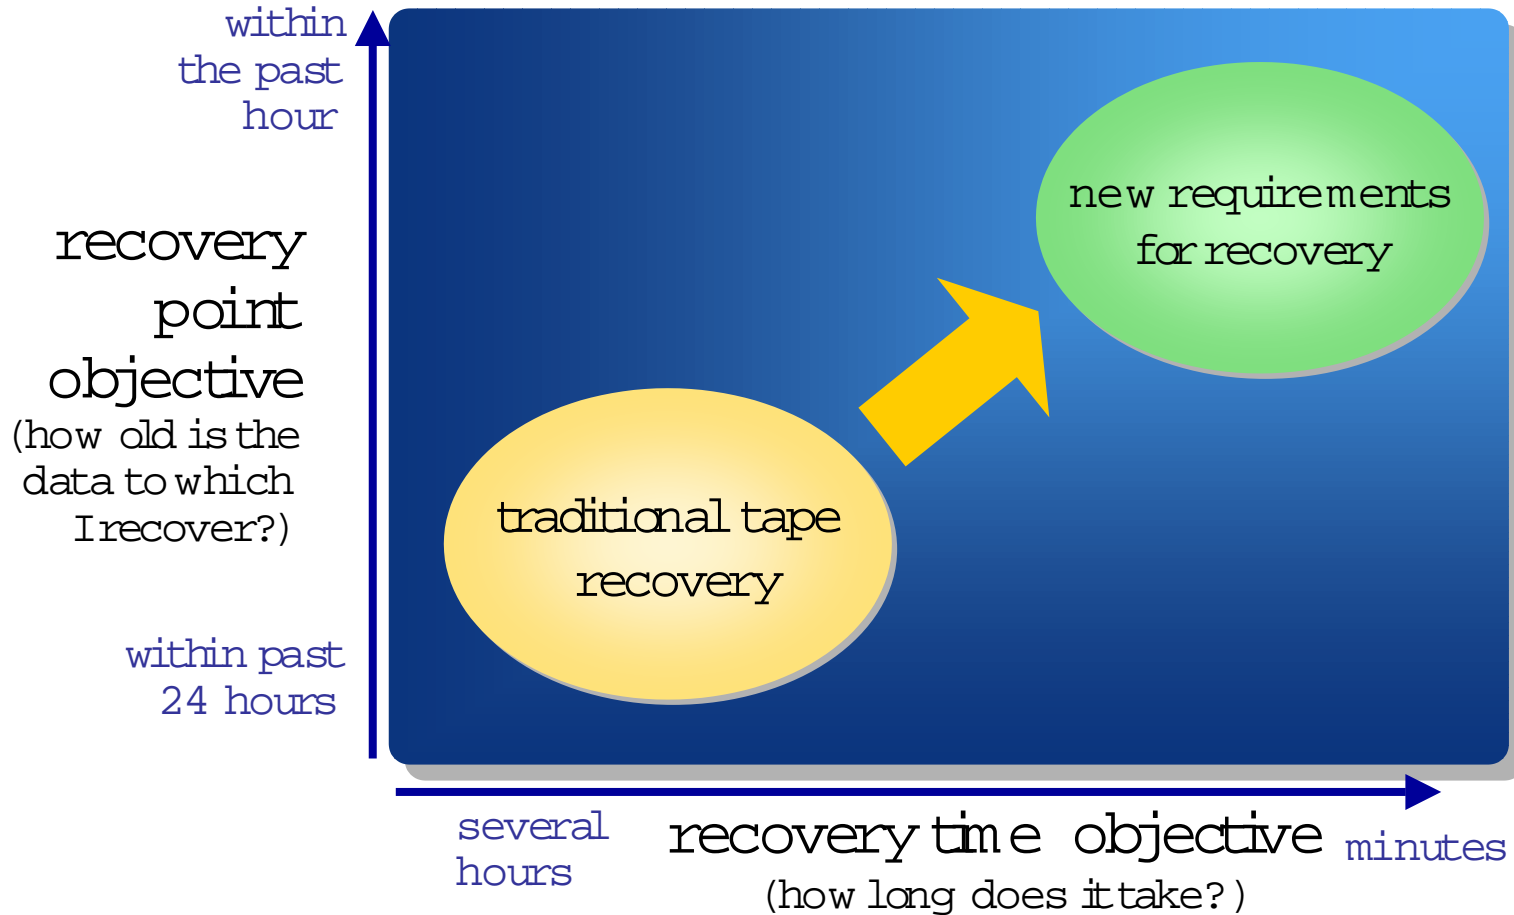 within
the past
hour
recovery
point
objective
(how old is the
data to which
I recover?)
within past
24 hours
new requirements
for recovery
traditional tape
recovery
several
hours
recovery time objective
(how long does it take?)
minutes